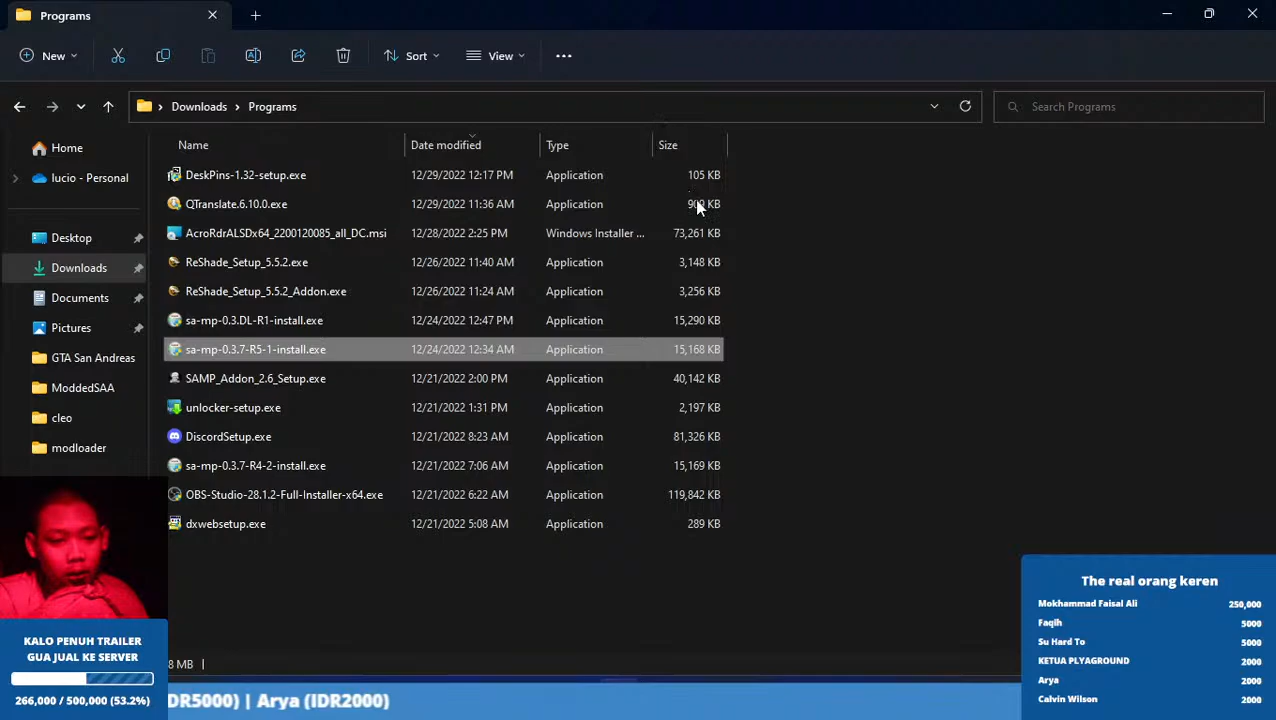 Programs
New
Sort
View
Downloads
Programs
Search Programs
Home
lucio - Personal
Desktop
Downloads
Documents
Pictures
GTA San Andreas
ModdedSAA
cleo
modloader
Name Date modified Type Size
DeskPins-1.32-setup.exe 12/29/2022 12:17 PM Application 105 KB
QTranslate.6.10.0.exe 12/29/2022 11:36 AM Application KB
AcroRdrALSDx64_2200120085_all_DC.msi 12/28/2022 2:25 PM Windows Installer ... 73,261 KB
ReShade_Setup_5.5.2.exe 12/26/2022 11:40 AM Application 3,148 KB
ReShade_Setup_5.5.2_Addon.exe 12/26/2022 11:24 AM Application 3,256 KB
sa-mp-0.3.DL-R1-install.exe 12/24/2022 12:47 PM Application 15,290 KB
sa-mp-0.3.7-R5-1-install.exe 12/24/2022 12:34 AM Application 15,168 KB
SAMP_Addon_2.6_Setup.exe 12/21/2022 2:00 PM Application 40,142 KB
unlocker-setup.exe 12/21/2022 1:31 PM Application 2,197 KB
DiscordSetup.exe 12/21/2022 8:23 AM Application 81,326 KB
sa-mp-0.3.7-R4-2-install.exe 12/21/2022 7:06 AM Application 15,169 KB
OBS-Studio-28.1.2-Full-Installer-x64.exe 12/21/2022 6:22 AM Application 119,842 KB
dxwebsetup.exe 12/21/2022 5:08 AM Application 289 KB
8 MB
KALO PENUH TRAILER
GUA JUAL KE SERVER
266,000 / 500,000 (53.2%)
The real orang keren
Mokhammad Faisal Ali 250,000
Faqih 5000
Su Hard To 5000
KETUA PLYAGROUND 2000
Arya 2000
Calvin Wilson 2000
IDR5000) | Arya (IDR2000)